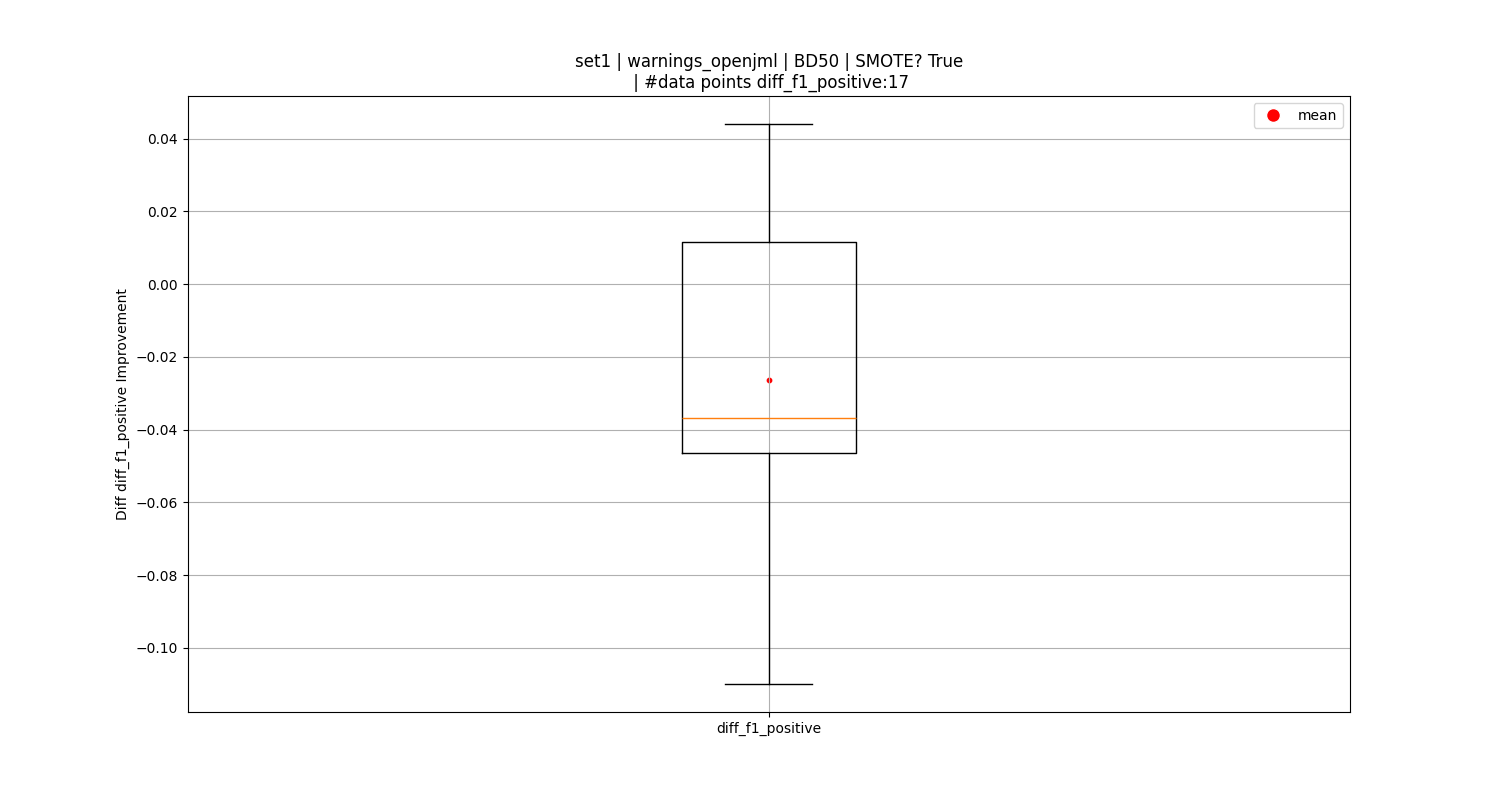 set1 | warnings_openjml | BD50 | SMOTE? True
| #data points diff_f1_positive:17
mean
0.04
0.02
0.00
−0.02
−0.04
−0.06
−0.08
−0.10
Diff diff_f1_positive Improvement
diff_f1_positive